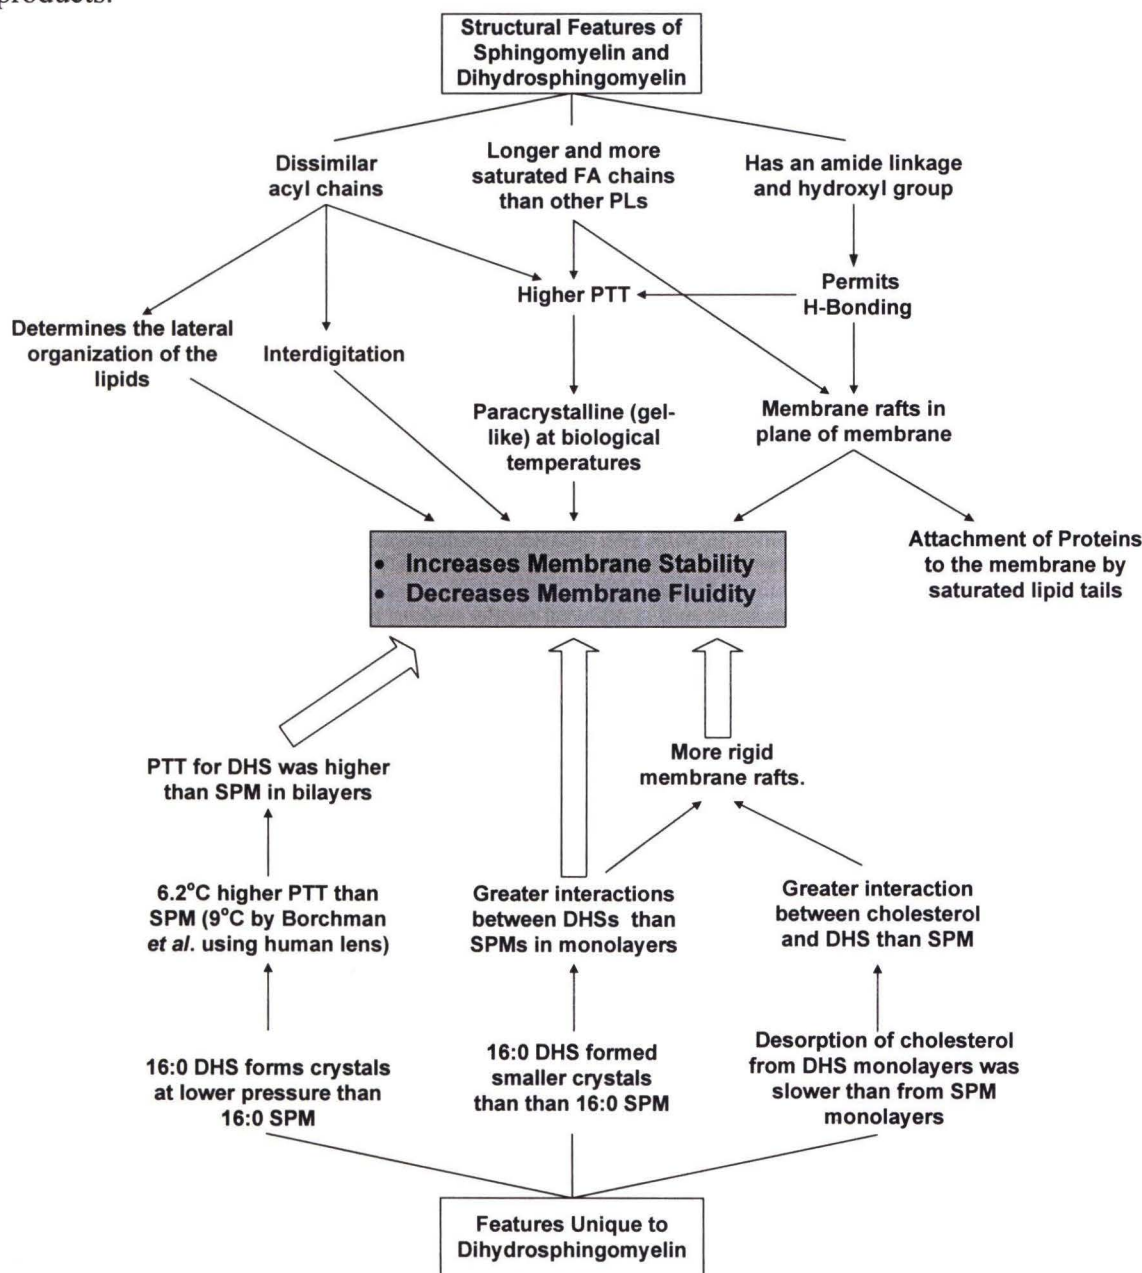 products.
Structural Features of
Sphingomyelin and
Dihydrosphingomyelin
Dissimilar
acyl chains
Longer and more
saturated FA chains
than other PLs
Has an amide linkage
and hydroxyl group
Higher PTT
Permits
H-Bonding
Determines the lateral
organization of the
lipids
Interdigitation
Paracrystalline (gel-
like) at biological
temperatures
Membrane rafts in
plane of membrane
• Increases Membrane Stability
• Decreases Membrane Fluidity
Attachment of Proteins
to the membrane by
saturated lipid tails
PTT for DHS was higher
than SPM in bilayers
More rigid
membrane rafts.
6.2°C higher PTT than
SPM (9°C by Borchman
et al. using human lens)
Greater interactions
between DHSs than
SPMs in monolayers
Greater interaction
between cholesterol
and DHS than SPM
16:0 DHS forms crystals
at lower pressure than
16:0 SPM
16:0 DHS formed
smaller crystals
than than 16:0 SPM
Desorption of cholesterol
from DHS monolayers was
slower than from SPM
monolayers
Features Unique to
Dihydrosphingomyelin